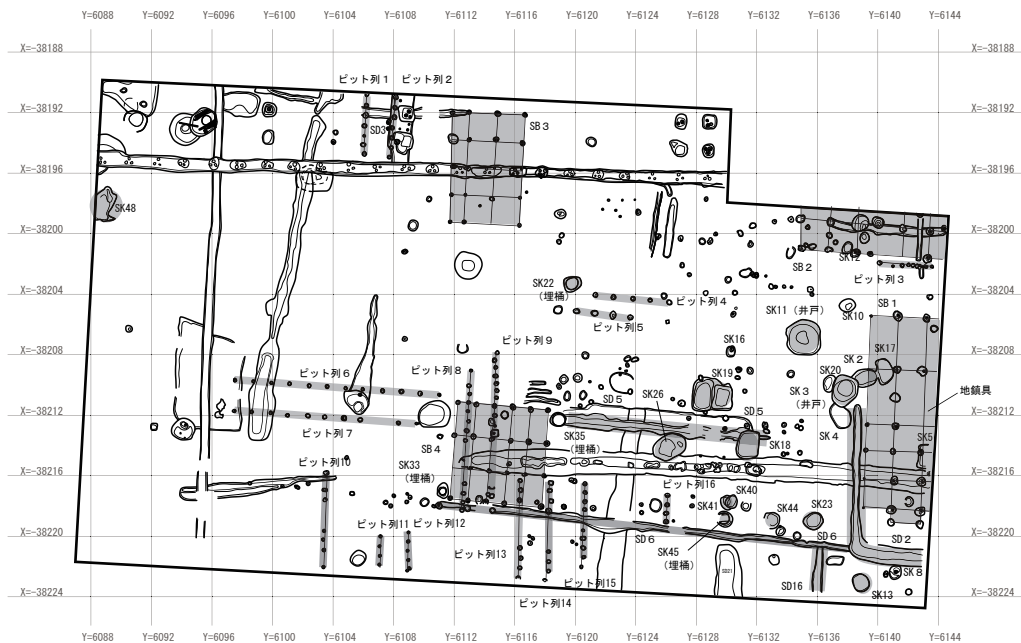 Y=6088 Y=6092 Y=6096 Y=6100 Y=6104 Y=6108 Y=6112 Y=6116 Y=6120 Y=6124 Y=6128 Y=6132 Y=6136 Y=6140 Y=6144
X=-38188 X=-38188
ピット列1 ピット列2
X=-38192 X=-38192
SD3
SB3
X=-38196 X=-38196
SK48
X=-38200 X=-38200
SB2
SK12
ピット列3
SK22
(埋桶)
X=-38204 X=-38204
ピット列4
SK11(井戸)
SK10
SB1
ピット列5
ピット列9
SK16
X=-38208 X=-38208
ピット列6
ピット列8
SK19
SK20
SK2
SK17
地鎮具
SK3
(井戸)
SD5
SK26
X=-38212 X=-38212
SD5
ピット列7
SK4
SB4
SK35
(埋桶)
SK18
SK5
ピット列10
SK33
(埋桶)
X=-38216 X=-38216
ピット列16
SK40
SK41
SK44
SK23
ピット列11 ピット列12
X=-38220 X=-38220
SD6
SD6
SD2
SK45
(埋桶)
ピット列13
SD21
SD16
SK8
ピット列15
SK13
X=-38224 X=-38224
ピット列14
Y=6088 Y=6092 Y=6096 Y=6100 Y=6104 Y=6108 Y=6112 Y=6116 Y=6120 Y=6124 Y=6128 Y=6132 Y=6136 Y=6140 Y=6144